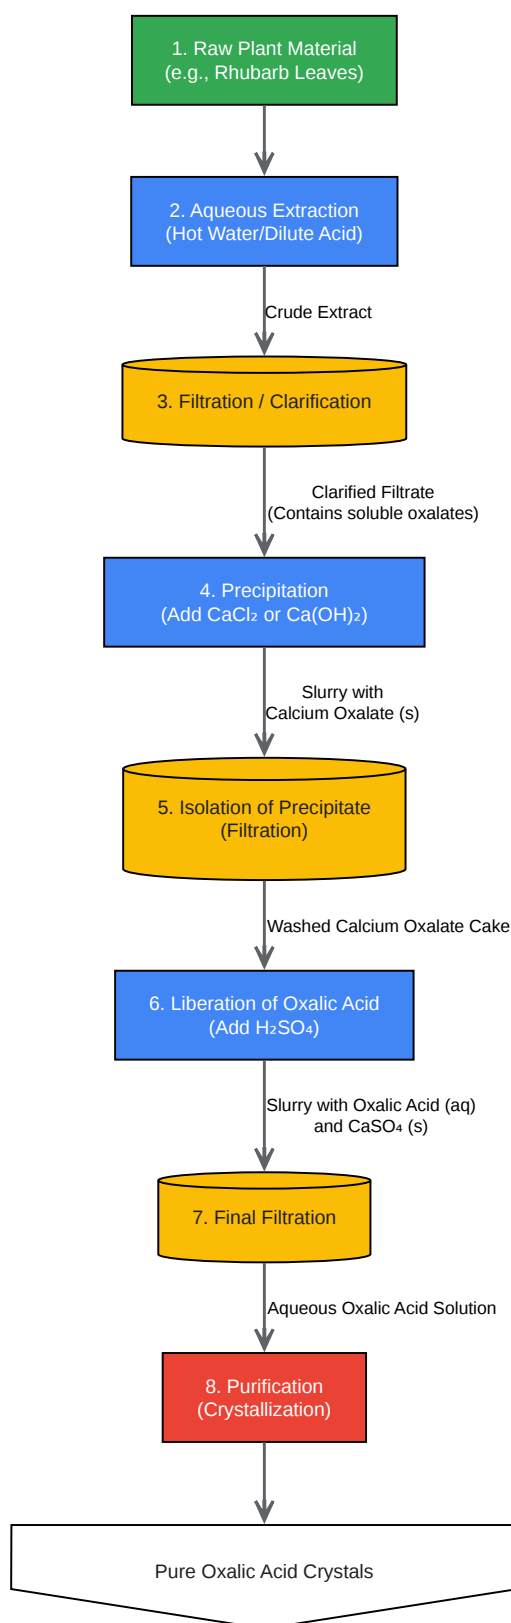 1. Raw Plant Material
(e.g., Rhubarb Leaves)
2. Aqueous Extraction
(Hot Water/Dilute Acid)
Crude Extract
3. Filtration / Clarification
Clarified Filtrate
(Contains soluble oxalates)
4. Precipitation
(Add CaCl₂ or Ca(OH)₂)
Slurry with
Calcium Oxalate (s)
5. Isolation of Precipitate
(Filtration)
Washed Calcium Oxalate Cake
6. Liberation of Oxalic Acid
(Add H₂SO₄)
Slurry with Oxalic Acid (aq)
and CaSO₄ (s)
7. Final Filtration
Aqueous Oxalic Acid Solution
8. Purification
(Crystallization)
Pure Oxalic Acid Crystals